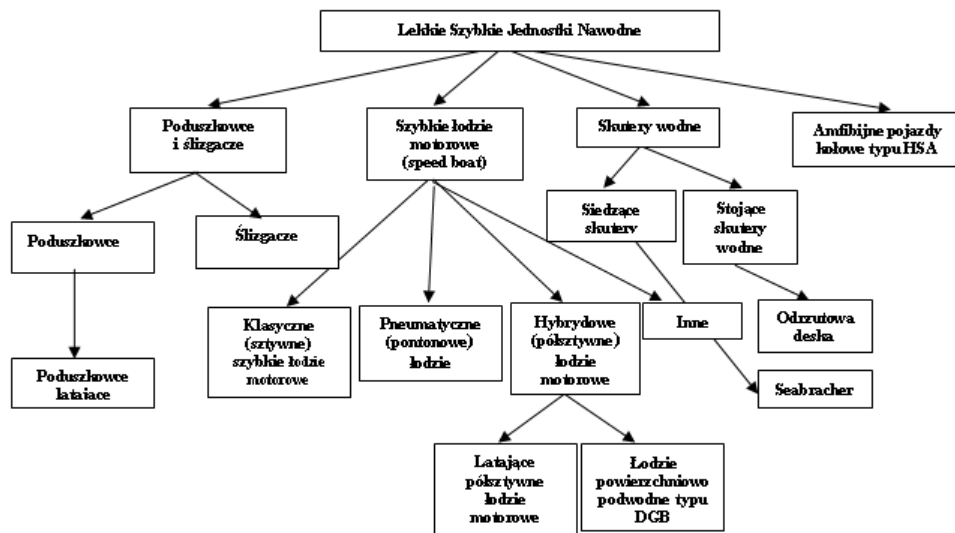 Lekkie Szybkie Jednostki Nawodne
Poduszkowce
i ślizgacze
Szybkie łodzie
motorowe
(speed boat)
Skutery wodne
Amfibijne pojazdy
kołowe typu HSA
Poduszkowce
Ślizgacze
Siedzące
skutery
Stojące
skutery
wodne
Klasyczne
(sztywne)
szybkie łodzie
motorowe
Pneumatyczne
(pontonowe)
łodzie
Hybrydowe
(półsztywne)
łodzie
motorowe
Inne
Odrzutowa
deska
Poduszkowce
latające
Seabracher
Latające
półsztywne
łodzie
motorowe
Łodzie
powierzchniowo
podwodne typu
DGB